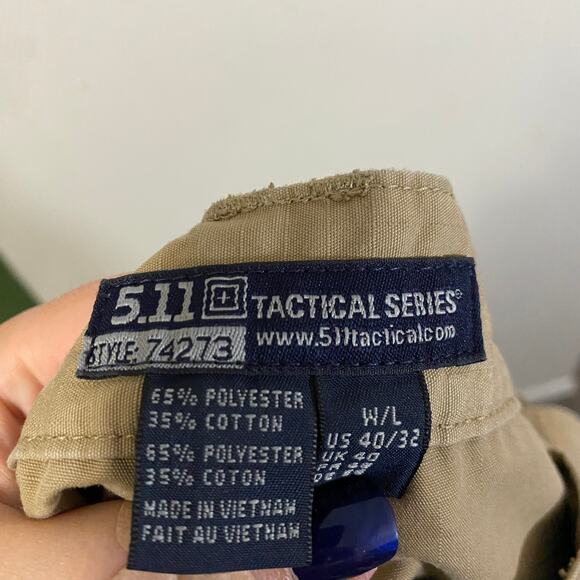 5.11 TACTICAL SERIES®
STYLE 74273 www.511tactical.com
65% POLYESTER
35% COTTON
65% POLYESTER
35% COTON
MADE IN VIETNAM
FAIT AU VIETNAM
W/L
US 40/32
UK 40